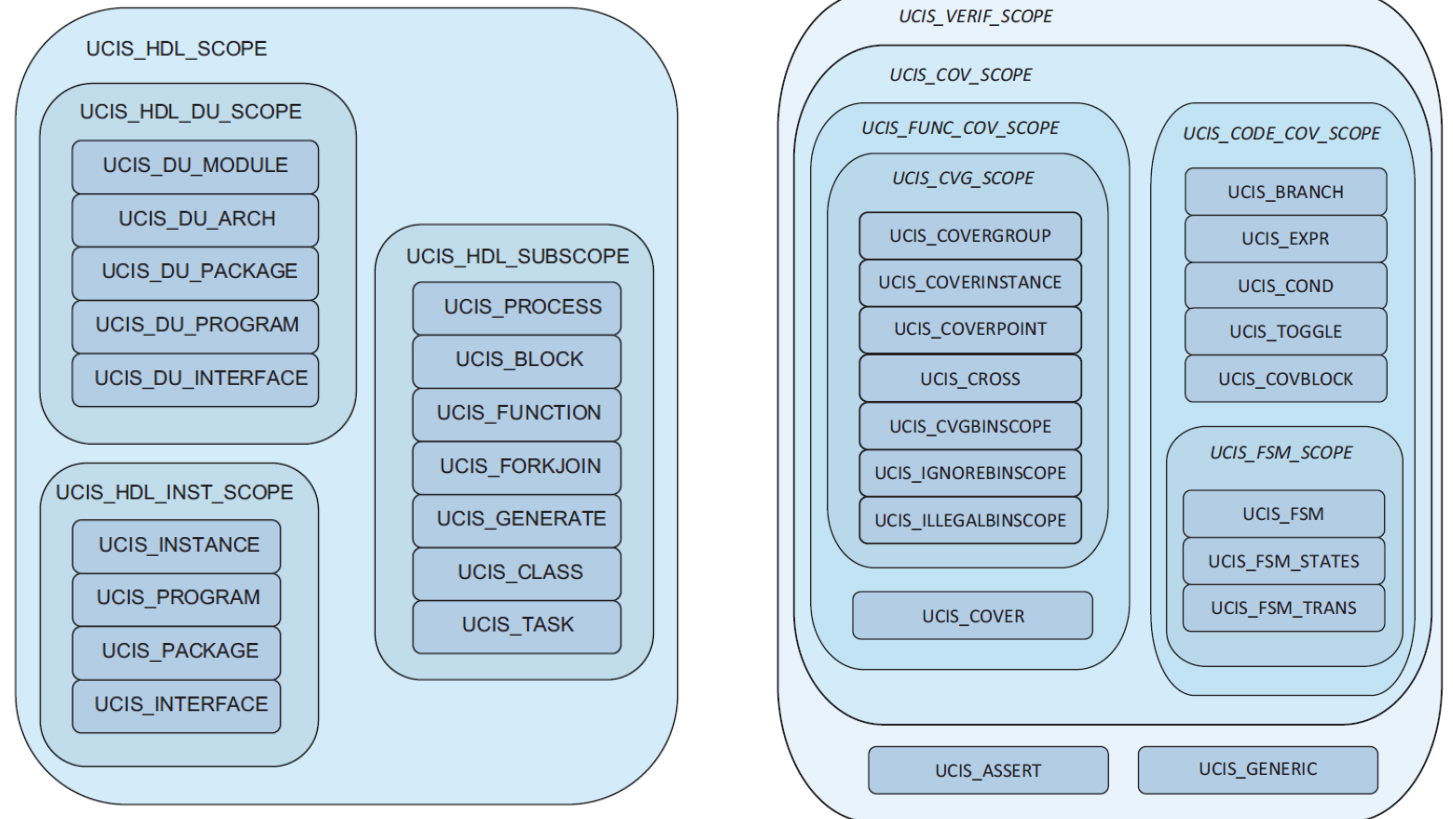 UCIS_HDL_SCOPE
UCIS_HDL_DU_SCOPE
UCIS_DU_MODULE
UCIS_DU_ARCH
UCIS_DU_PACKAGE
UCIS_DU_PROGRAM
UCIS_DU_INTERFACE
UCIS_HDL_INST_SCOPE
UCIS_INSTANCE
UCIS_PROGRAM
UCIS_PACKAGE
UCIS_INTERFACE
UCIS_HDL_SUBSCOPE
UCIS_PROCESS
UCIS_BLOCK
UCIS_FUNCTION
UCIS_FORKJOIN
UCIS_GENERATE
UCIS_CLASS
UCIS_TASK
UCIS_VERIF_SCOPE
UCIS_COV_SCOPE
UCIS_FUNC_COV_SCOPE
UCIS_CVG_SCOPE
UCIS_COVERGROUP
UCIS_COVERINSTANCE
UCIS_COVERPOINT
UCIS_CROSS
UCIS_CVGBINSCOPE
UCIS_IGNOREBINSCOPE
UCIS_ILLEGALBINSCOPE
UCIS_COVER
UCIS_CODE_COV_SCOPE
UCIS_BRANCH
UCIS_EXPR
UCIS_COND
UCIS_TOGGLE
UCIS_COVBLOCK
UCIS_FSM_SCOPE
UCIS_FSM
UCIS_FSM_STATES
UCIS_FSM_TRANS
UCIS_ASSERT
UCIS_GENERIC